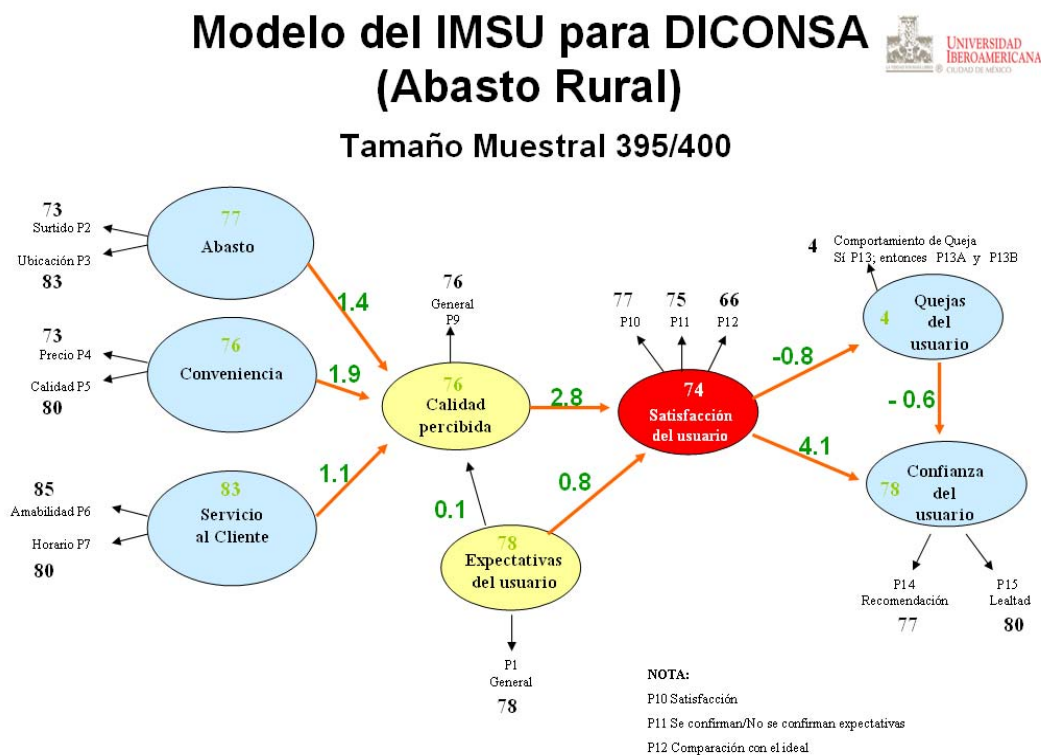 Modelo del IMSU para DICONSA
(Abasto Rural)
UNIVERSIDAD
IBEROAMERICANA
CIUDAD DE MÉXICO
®
Tamaño Muestral 395/400
73
Surtido P2
Ubicación P3
83
77
Abasto
1.4
73
Precio P4
Calidad P5
80
76
Conveniencia
1.9
85
Amabilidad P6
Horario P7
80
83
Servicio
al Cliente
1.1
76
General
P9
76
Calidad
percibida
2.8
0.1
78
Expectativas
del usuario
0.8
P1
General
78
77
P10
75
P11
66
P12
74
Satisfacción
del usuario
-0.8
4.1
4
Comportamiento de Queja
Sí P13; entonces P13A y P13B
Quejas
4 del
usuario
- 0.6
Confianza
78 del
usuario
P14
Recomendación
77
P15
Lealtad
80
NOTA:
P10 Satisfacción
P11 Se confirman/No se confirman expectativas
P12 Comparación con el ideal